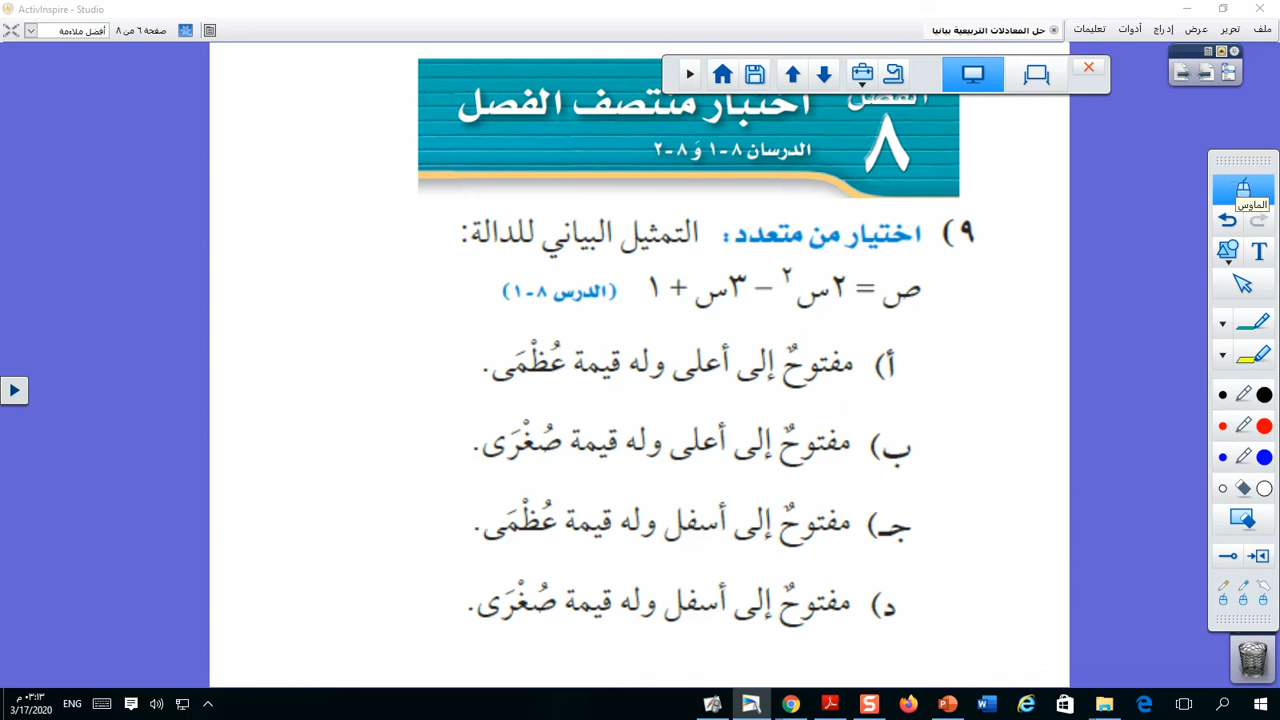 ActivInspire - Studio
ملف تحرير عرض إدراج أدوات تعليمات
حل المعادلات التربيعية بيانيا
صفحة ٦ من ٨
أفضل ملاءمة
الماوس
الفصل
٨
اختبار منتصف الفصل
الدرسان ٨-١ و ٨-٢
٩) اختيار من متعدد: التمثيل البياني للدالة:
ص = ٢س٢ – ٣س + ١ (الدرس ٨-١)
أ) مفتوحٌ إلى أعلى وله قيمة عُظْمَى.
ب) مفتوحٌ إلى أعلى وله قيمة صُغْرَى.
جـ) مفتوحٌ إلى أسفل وله قيمة عُظْمَى.
د) مفتوحٌ إلى أسفل وله قيمة صُغْرَى.
T
٠٣:١٣ م
ENG
3/17/2020